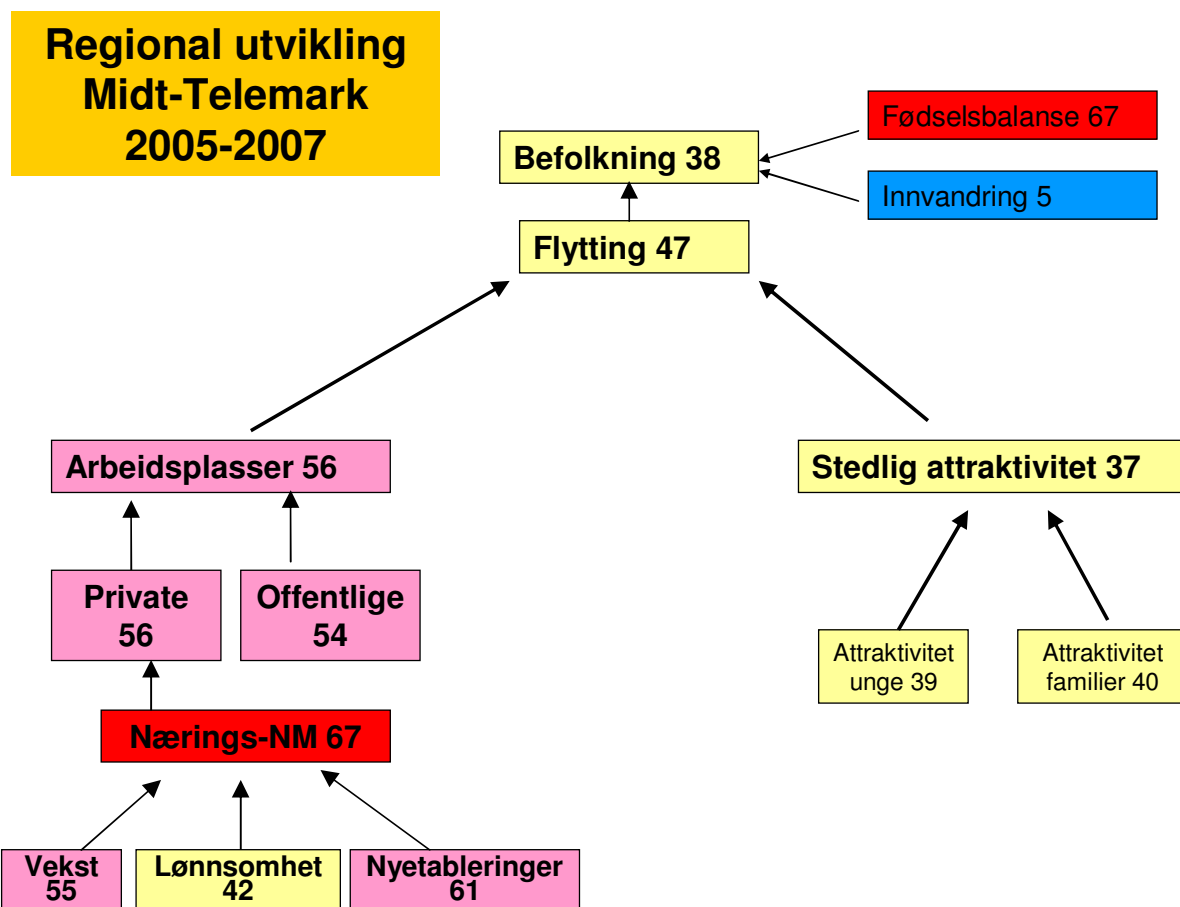 Regional utvikling
Midt-Telemark
2005-2007
Fødselsbalanse 67
Befolkning 38
Innvandring 5
Flytting 47
Arbeidsplasser 56
Stedlig attraktivitet 37
Private
56
Offentlige
54
Attraktivitet
unge 39
Attraktivitet
familier 40
Nærings-NM 67
Vekst
55
Lønnsomhet
42
Nyetableringer
61